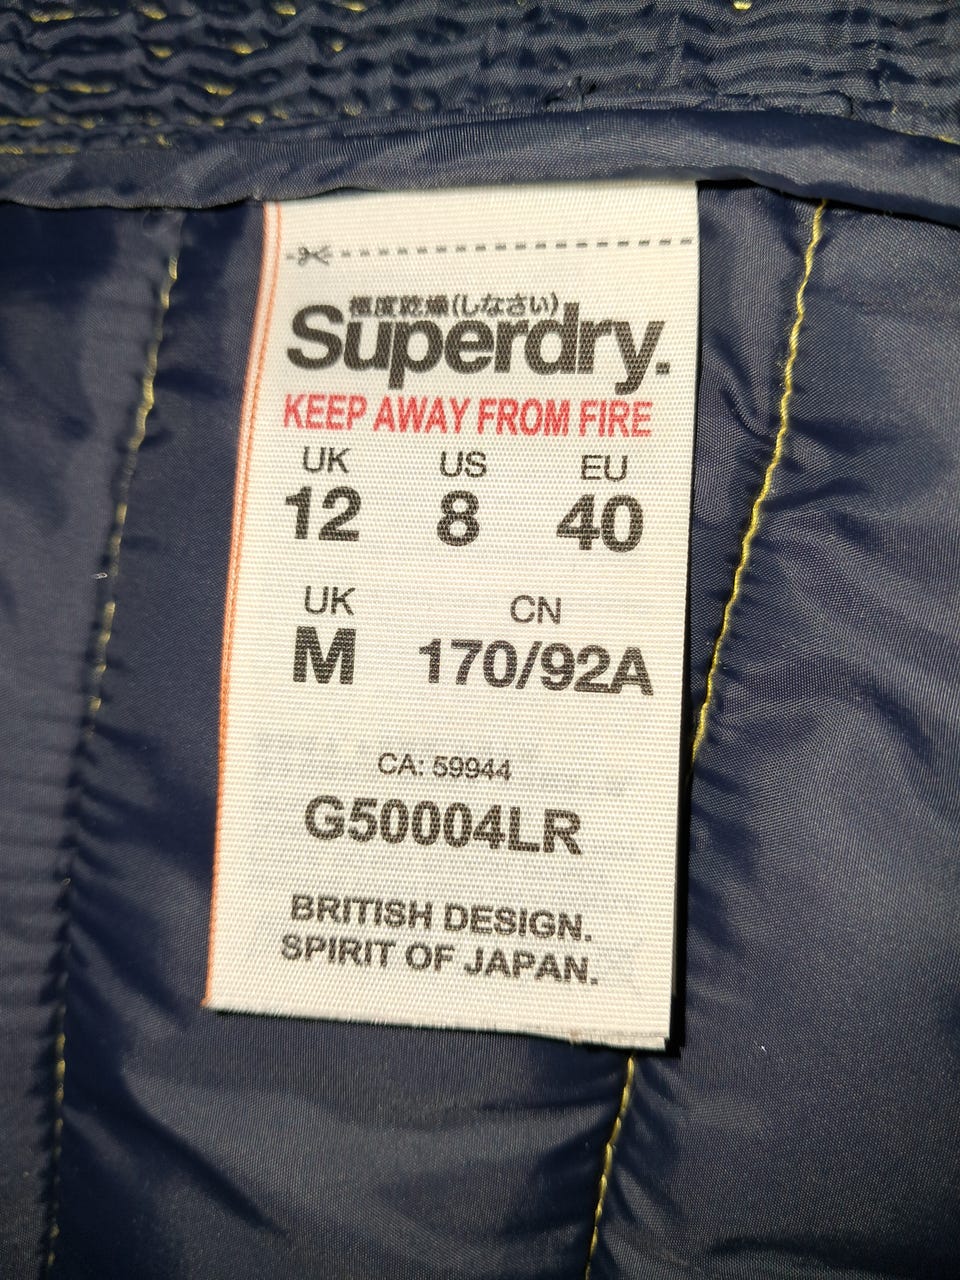 極度乾燥(しなさい)
Superdry.
KEEP AWAY FROM FIRE
UK US EU
12 8 40
UK CN
M 170/92A
CA: 59944
G50004LR
BRITISH DESIGN.
SPIRIT OF JAPAN.